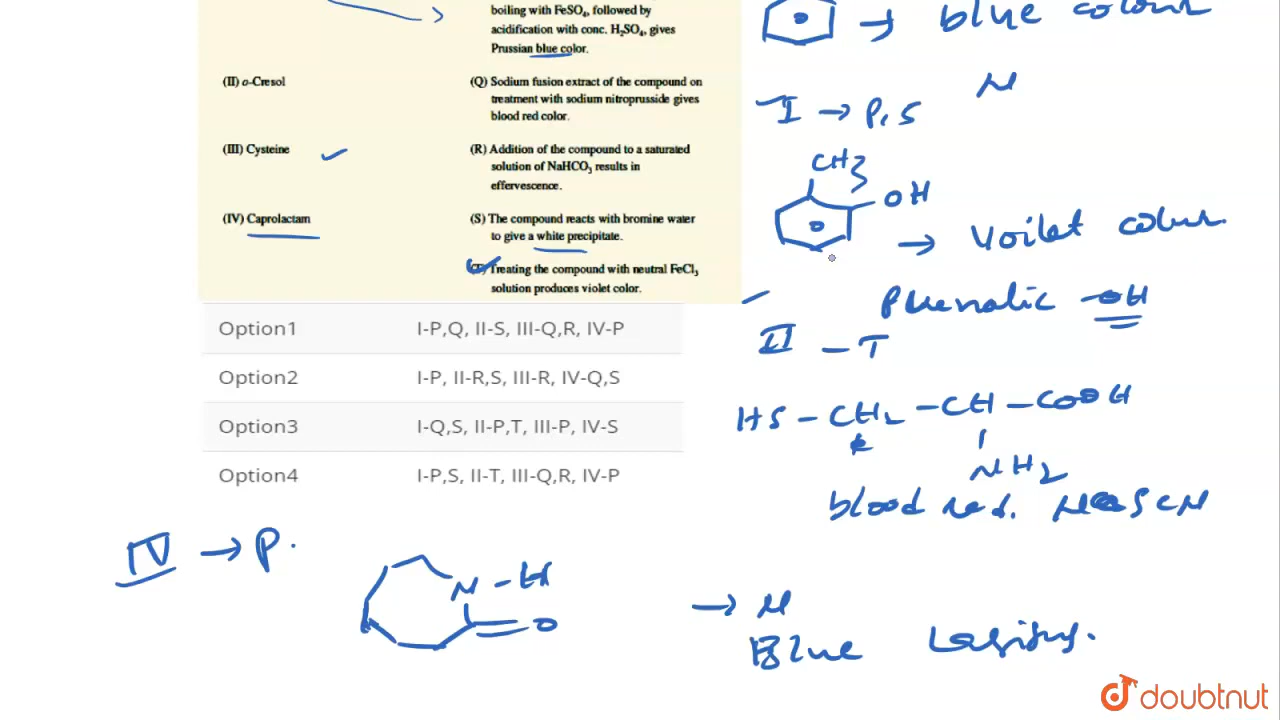 boiling with FeSO₄, followed by
acidification with conc. H₂SO₄, gives
Prussian blue color.
(II) o-Cresol
(Q) Sodium fusion extract of the compound on
treatment with sodium nitroprusside gives
blood red color.
(III) Cysteine
(R) Addition of the compound to a saturated
solution of NaHCO₃ results in
effervescence.
(IV) Caprolactam
(S) The compound reacts with bromine water
to give a white precipitate.
(T) Treating the compound with neutral FeCl₃
solution produces violet color.
Option1 I-P,Q, II-S, III-Q,R, IV-P
Option2 I-P, II-R,S, III-R, IV-Q,S
Option3 I-Q,S, II-P,T, III-P, IV-S
Option4 I-P,S, II-T, III-Q,R, IV-P
IV → P.
N - H
O
→ blue colour
N
I → P, S
CH3
OH
→ Voilet colour
Phenolic -OH
II - T
HS - CH2 - CH - COOH
NH2
blood red.
→ N
Blue
doubtnut